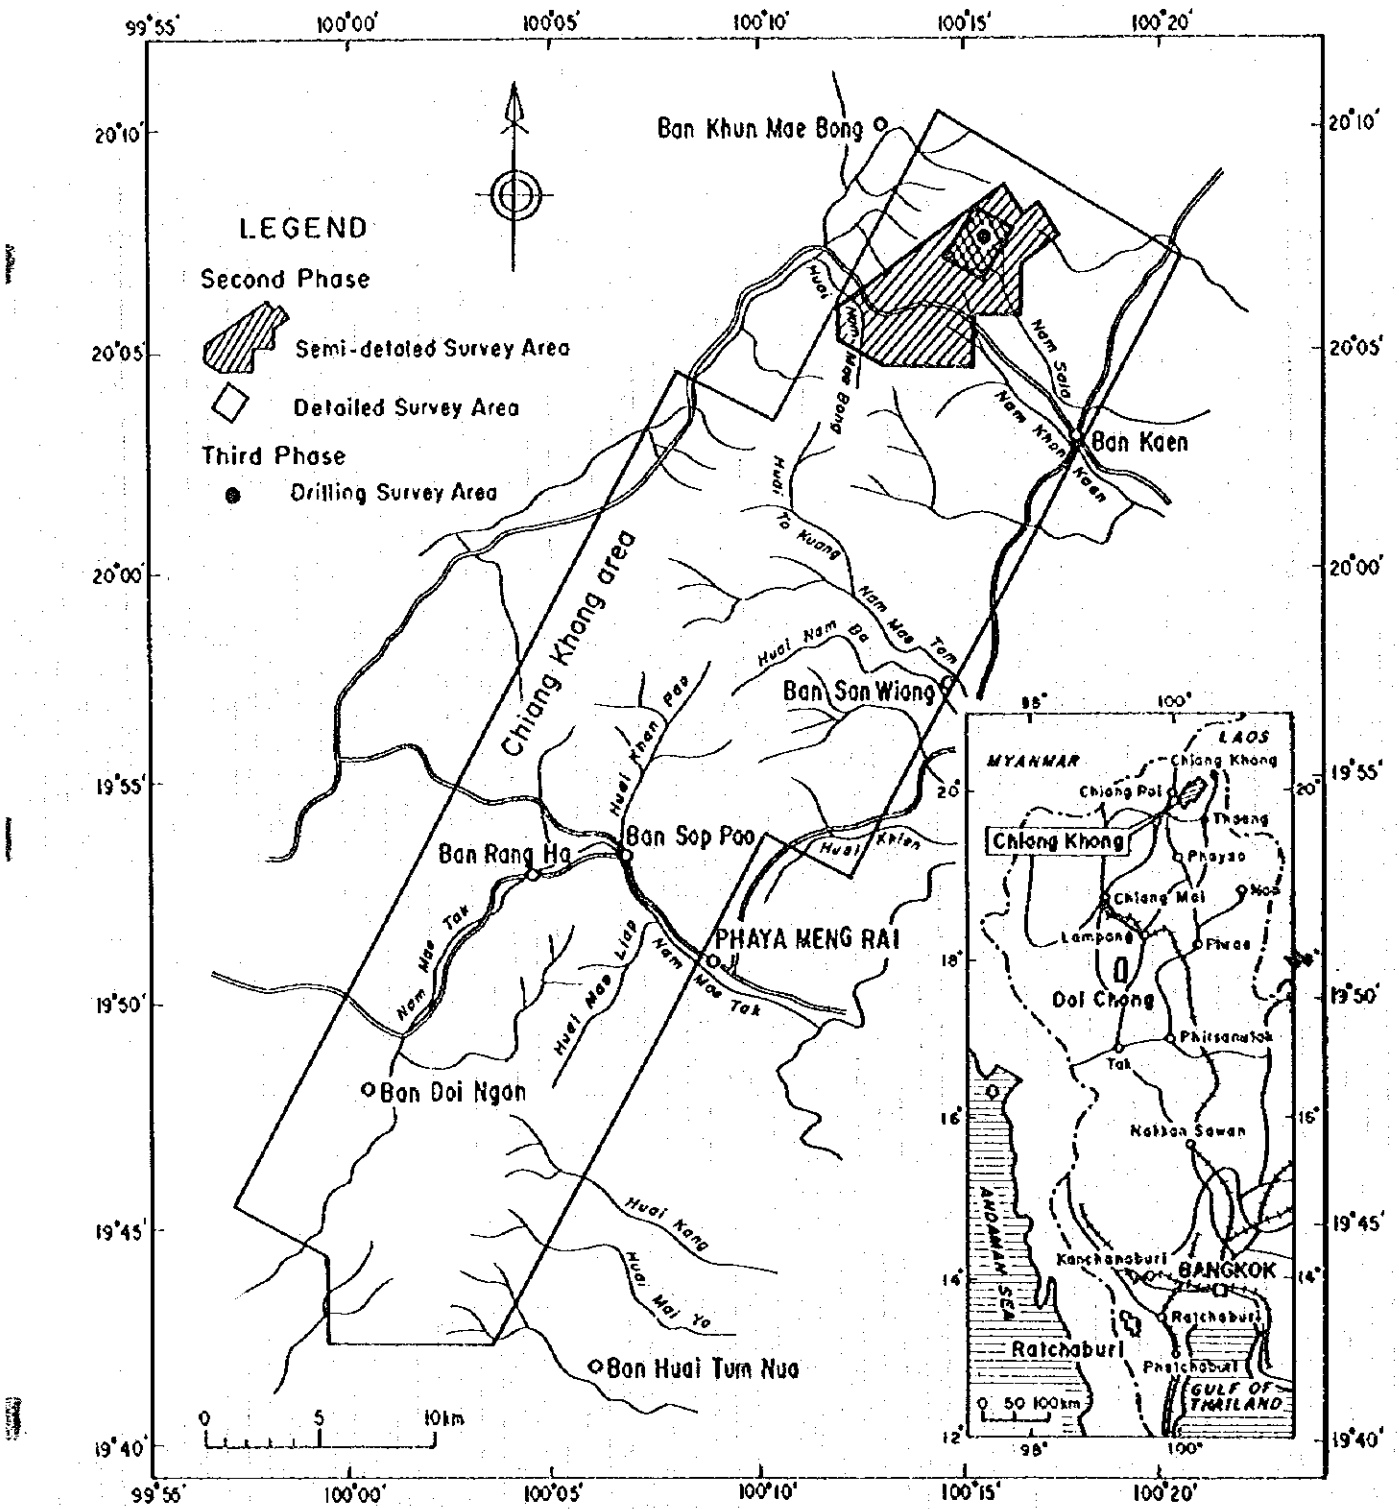 99°55'
100°00'
100°05'
100°10'
100°15'
100°20'
20°10'
20°10'
Ban Khun Mae Bong
LEGEND
Second Phase
Semi-detaled Survey Area
Detailed Survey Area
Third Phase
Drilling Survey Area
20°05'
20°05'
Huai
Nam Mae Bong
Nam Sala
Nam Khon Kaen
Ban Kaen
Huai
Ta Kuang
20°00'
20°00'
Chiang Khong area
Nam Mae Tam
Huai Nam Ba
Ban San Wiang
Huai Khan Pao
19°55'
19°55'
Ban Sop Pao
Ban Rang Ha
Huai Khian
Nam Mae Tak
Huai Mae Liap
PHAYA MENG RAI
Nam Mae Tak
19°50'
19°50'
Ban Doi Ngan
19°45'
19°45'
Huai Kang
Huai Mai Ya
Ban Huai Tum Nua
0 5 10km
19°40'
19°40'
99°55'
100°00'
100°05'
100°10'
100°15'
100°20'
98°
100°
LAOS
MYANMAR
Chiang Khong
20°
20°
Chiang Rai
Thoeng
Chiang Khong
Phayao
Chiang Mai
Nan
Lampang
Phrae
18°
Doi Chong
Phitsanulok
Tak
16°
16°
Nakhon Sawan
ANDAMAN SEA
Kanchanaburi
BANGKOK
14°
14°
Ratchaburi
Ratchaburi
Phetchaburi
GULF OF
THAILAND
0 50 100km
12°
98°
100°